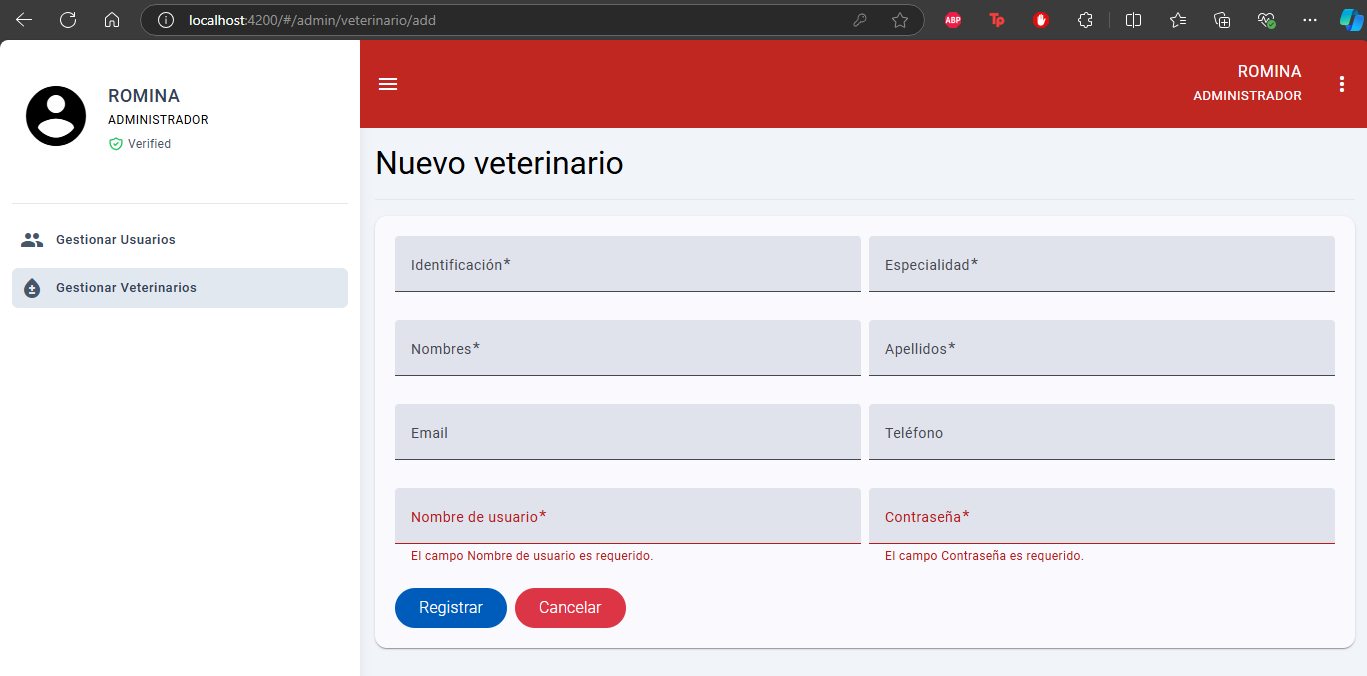 localhost:4200/#/admin/veterinario/add
ABP
Tp
ROMINA
ADMINISTRADOR
Verified
Gestionar Usuarios
Gestionar Veterinarios
ROMINA
ADMINISTRADOR
Nuevo veterinario
Identificación* Especialidad*
Nombres* Apellidos*
Email Teléfono
Nombre de usuario* Contraseña*
El campo Nombre de usuario es requerido. El campo Contraseña es requerido.
Registrar Cancelar